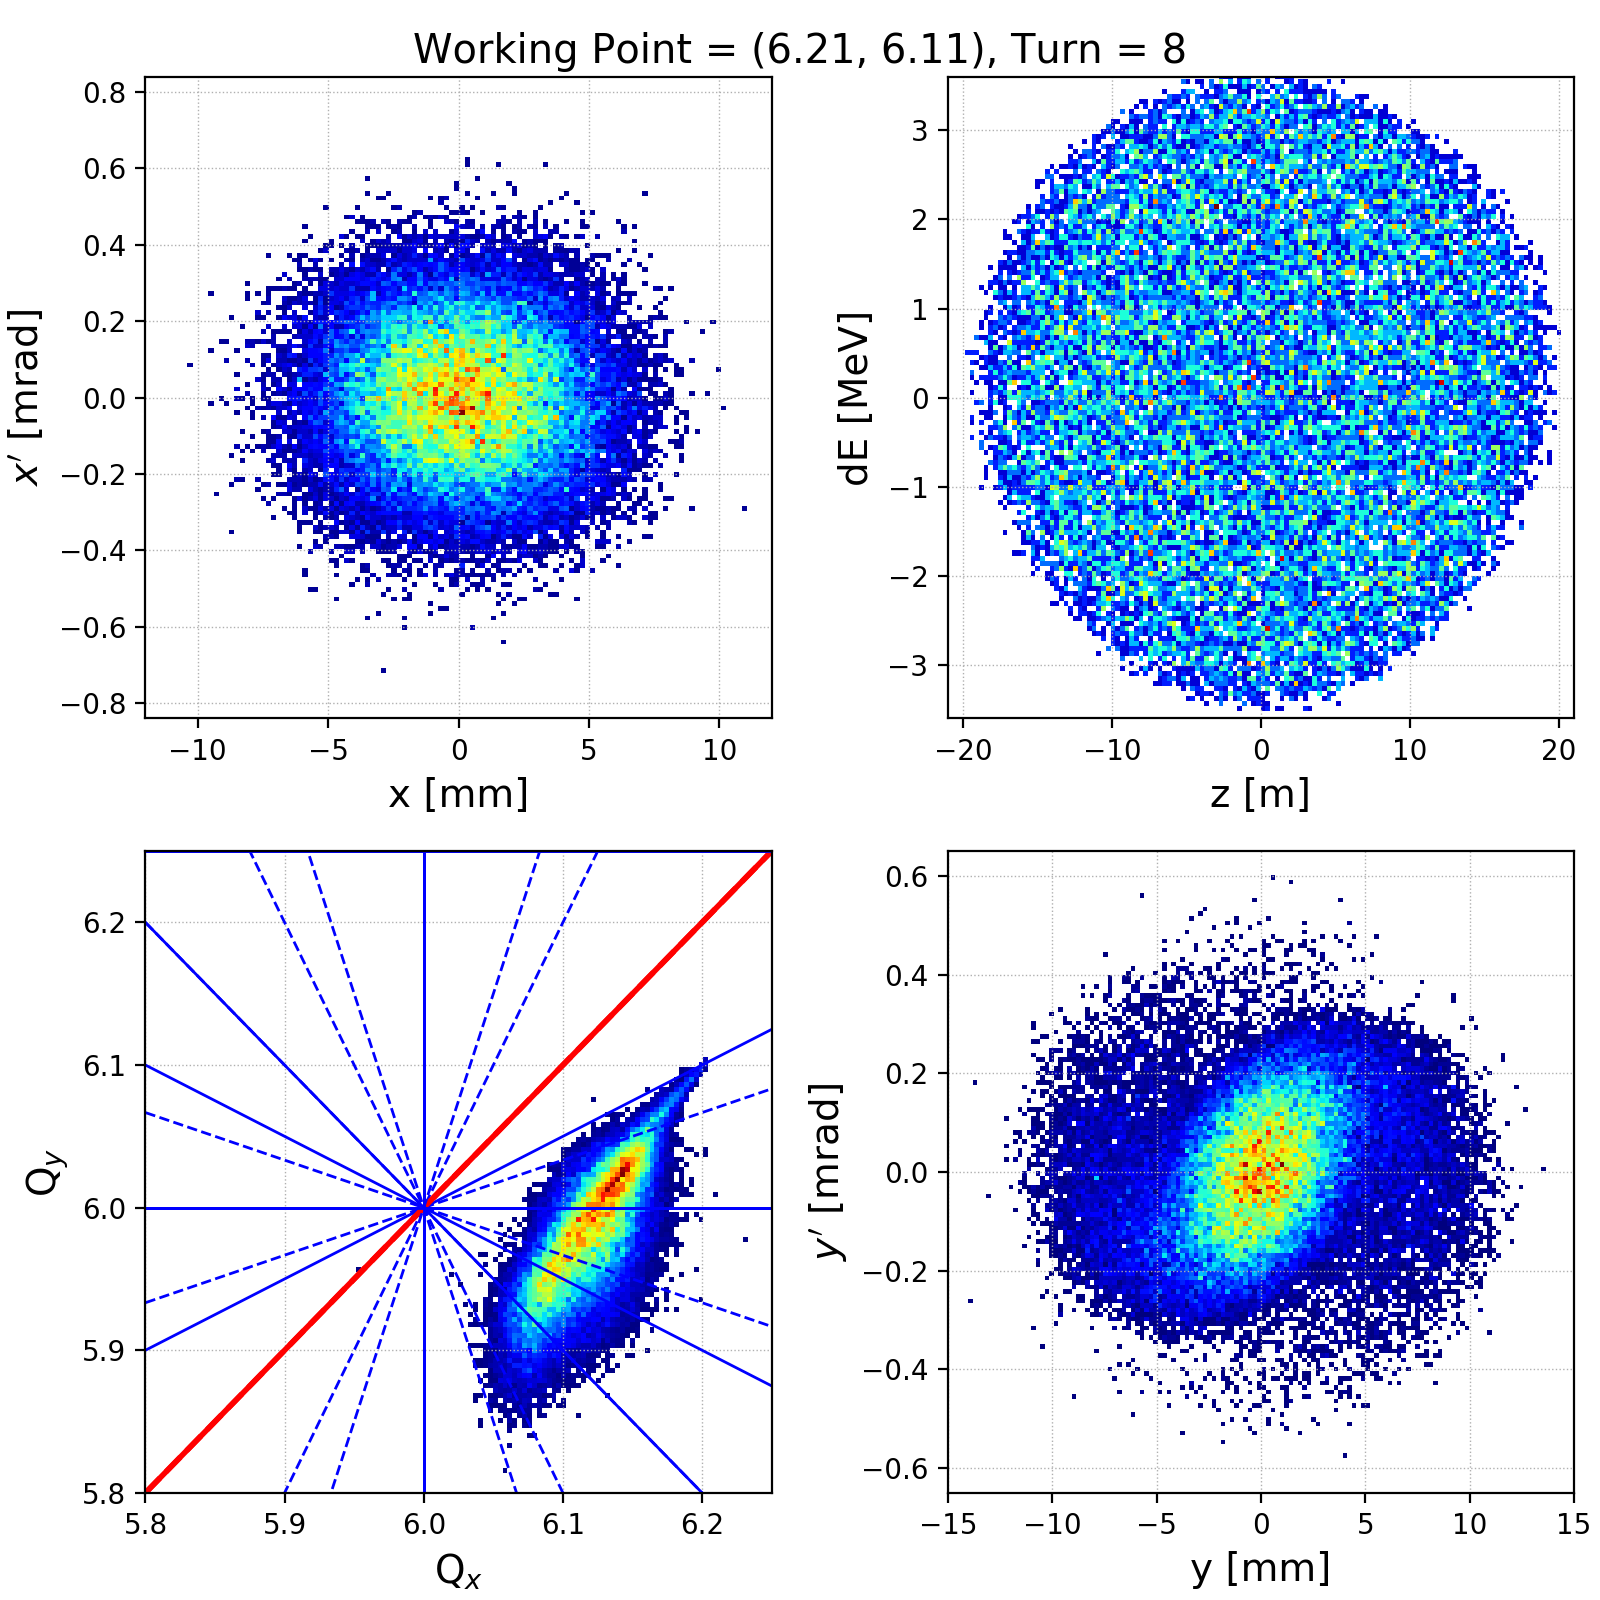 Working Point = (6.21, 6.11), Turn = 8
0.8
0.6
0.4
0.2
0.0
−0.2
−0.4
−0.6
−0.8
x′ [mrad]
−10 −5 0 5 10
x [mm]
3
2
1
0
−1
−2
−3
dE [MeV]
−20 −10 0 10 20
z [m]
6.2
6.1
6.0
5.9
5.8
Qy
5.8 5.9 6.0 6.1 6.2
Qx
0.6
0.4
0.2
0.0
−0.2
−0.4
−0.6
y′ [mrad]
−15 −10 −5 0 5 10 15
y [mm]